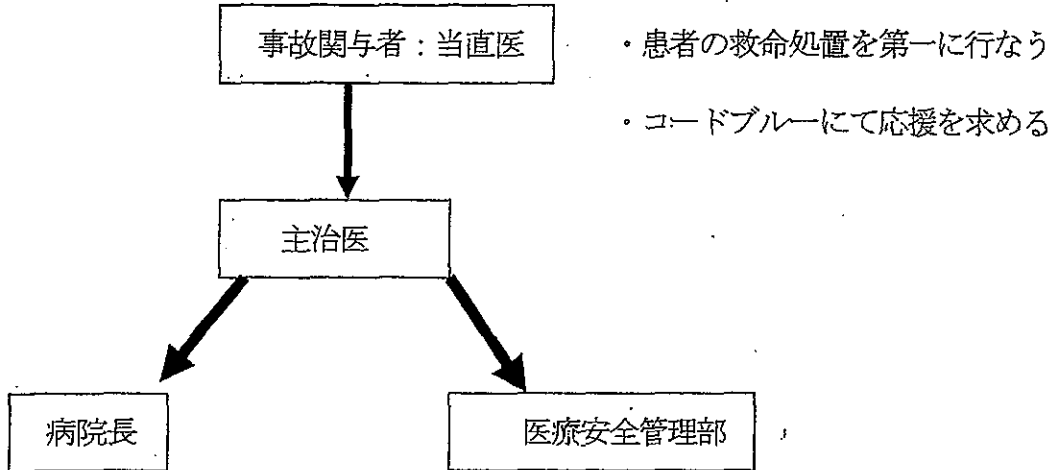 事故関与者：当直医
・患者の救命処置を第一に行なう
・コードブルーにて応援を求める
主治医
病院長
医療安全管理部